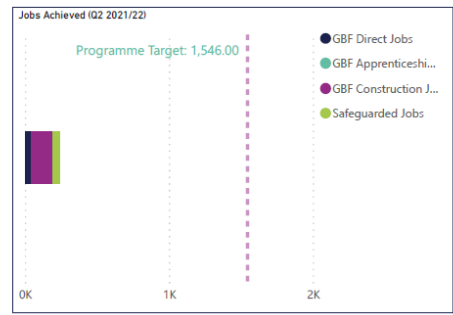 Jobs Achieved (Q2 2021/22)
Programme Target: 1,546.00
GBF Direct Jobs
GBF Apprenticeshi...
GBF Construction J...
Safeguarded Jobs
0K 1K 2K